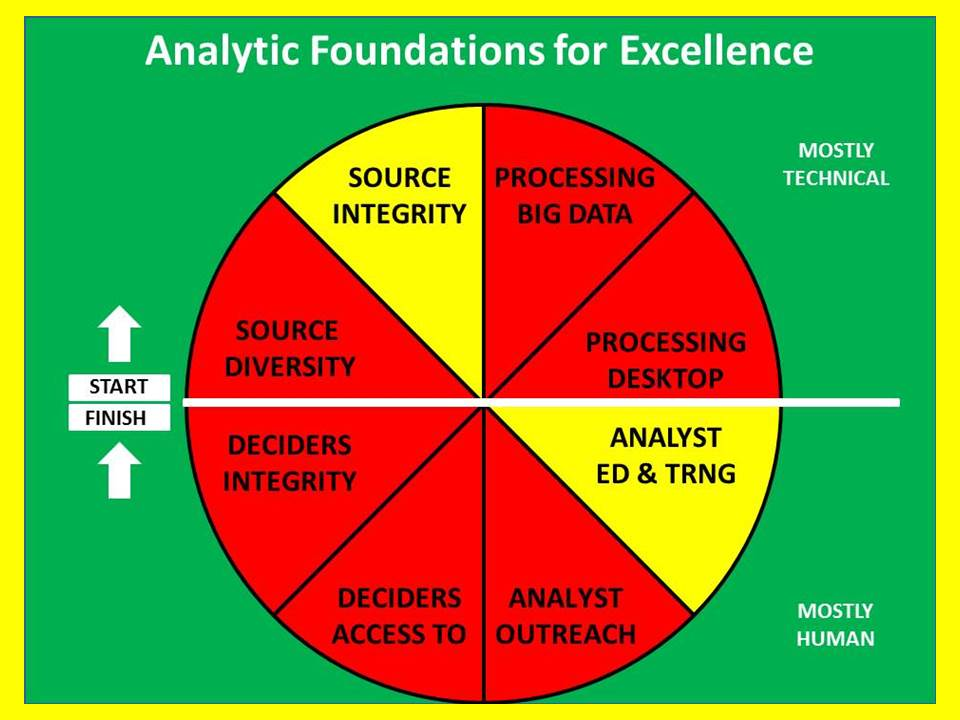 Analytic Foundations for Excellence
MOSTLY
TECHNICAL
SOURCE
INTEGRITY
PROCESSING
BIG DATA
SOURCE
DIVERSITY
PROCESSING
DESKTOP
START
FINISH
DECIDERS
INTEGRITY
ANALYST
ED & TRNG
DECIDERS
ACCESS TO
ANALYST
OUTREACH
MOSTLY
HUMAN